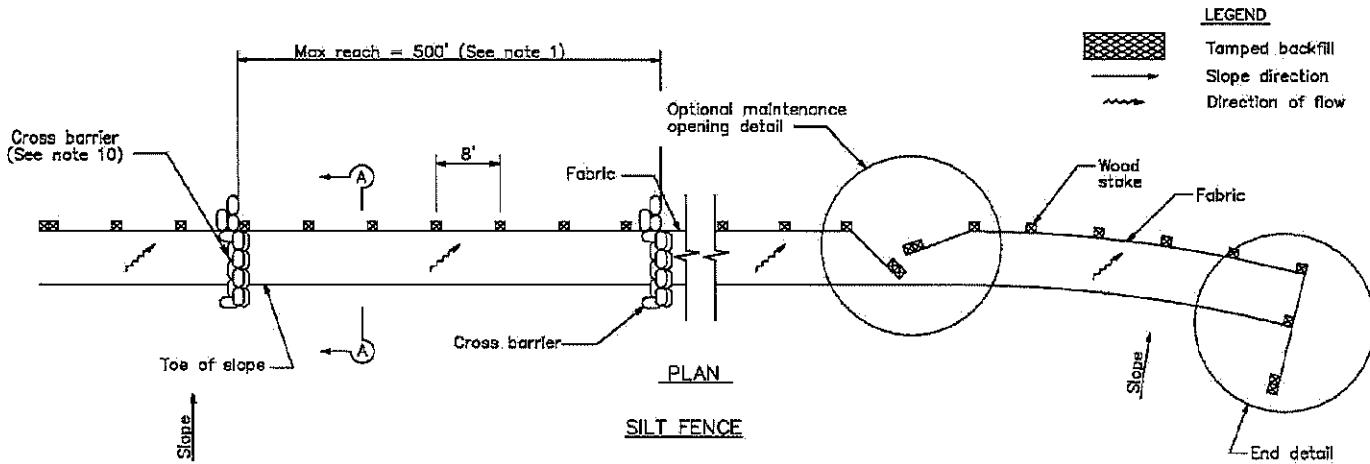 LEGEND
Tamped backfill
Slope direction
Direction of flow
Max reach = 500' (See note 1)
Optional maintenance
opening detail
Cross barrier
(See note 10)
8'
A
Fabric
Wood
stake
Fabric
Toe of slope
A
Cross barrier
Slope
Slope
End detail
PLAN
SILT FENCE